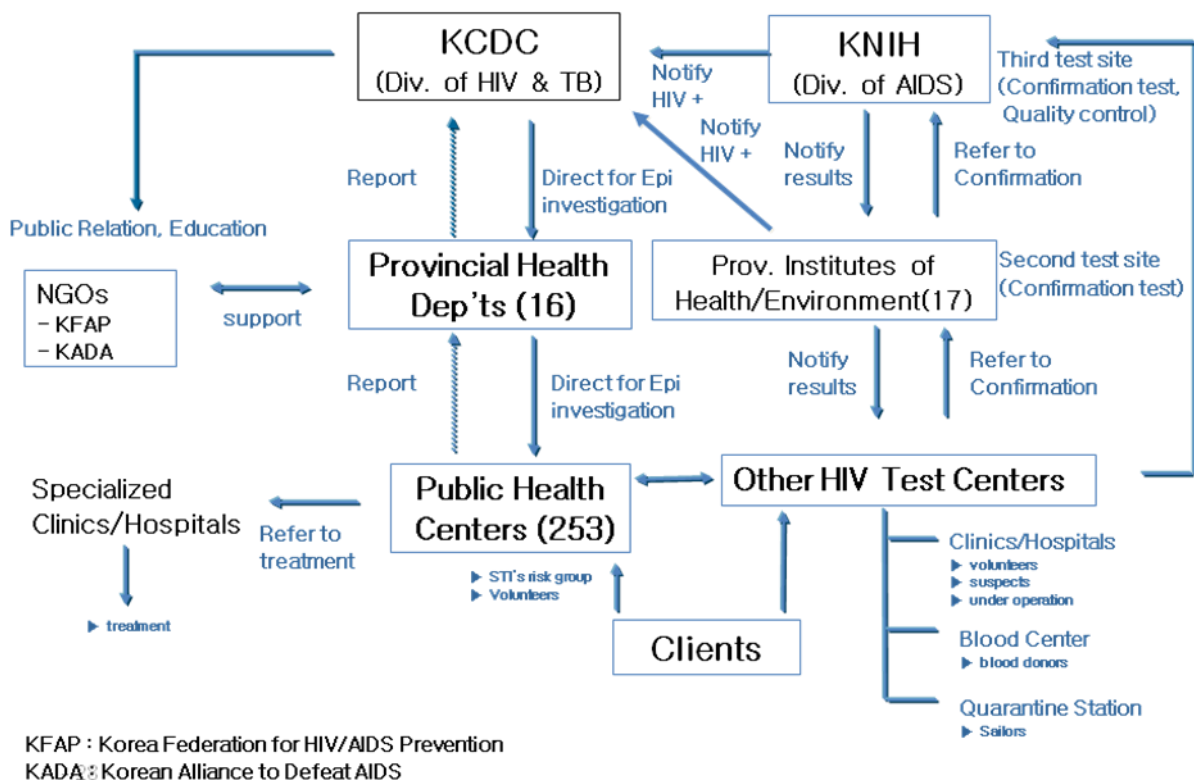 KCDC
(Div. of HIV & TB)
KNIH
(Div. of AIDS)
Third test site
(Confirmation test,
Quality control)
Notify
HIV +
Notify
HIV +
Report
Direct for Epi
investigation
Notify
results
Refer to
Confirmation
Public Relation, Education
NGOs
- KFAP
- KADA
support
Provincial Health
Dep'ts (16)
Prov. Institutes of
Health/Environment(17)
Second test site
(Confirmation test)
Report
Direct for Epi
investigation
Notify
results
Refer to
Confirmation
Specialized
Clinics/Hospitals
Refer to
treatment
▶ treatment
Public Health
Centers (253)
▶ STI's risk group
▶ Volunteers
Other HIV Test Centers
Clients
Clinics/Hospitals
▶ volunteers
▶ suspects
▶ under operation
Blood Center
▶ blood donors
Quarantine Station
▶ Sailors
KFAP : Korea Federation for HIV/AIDS Prevention
KADA : Korean Alliance to Defeat AIDS